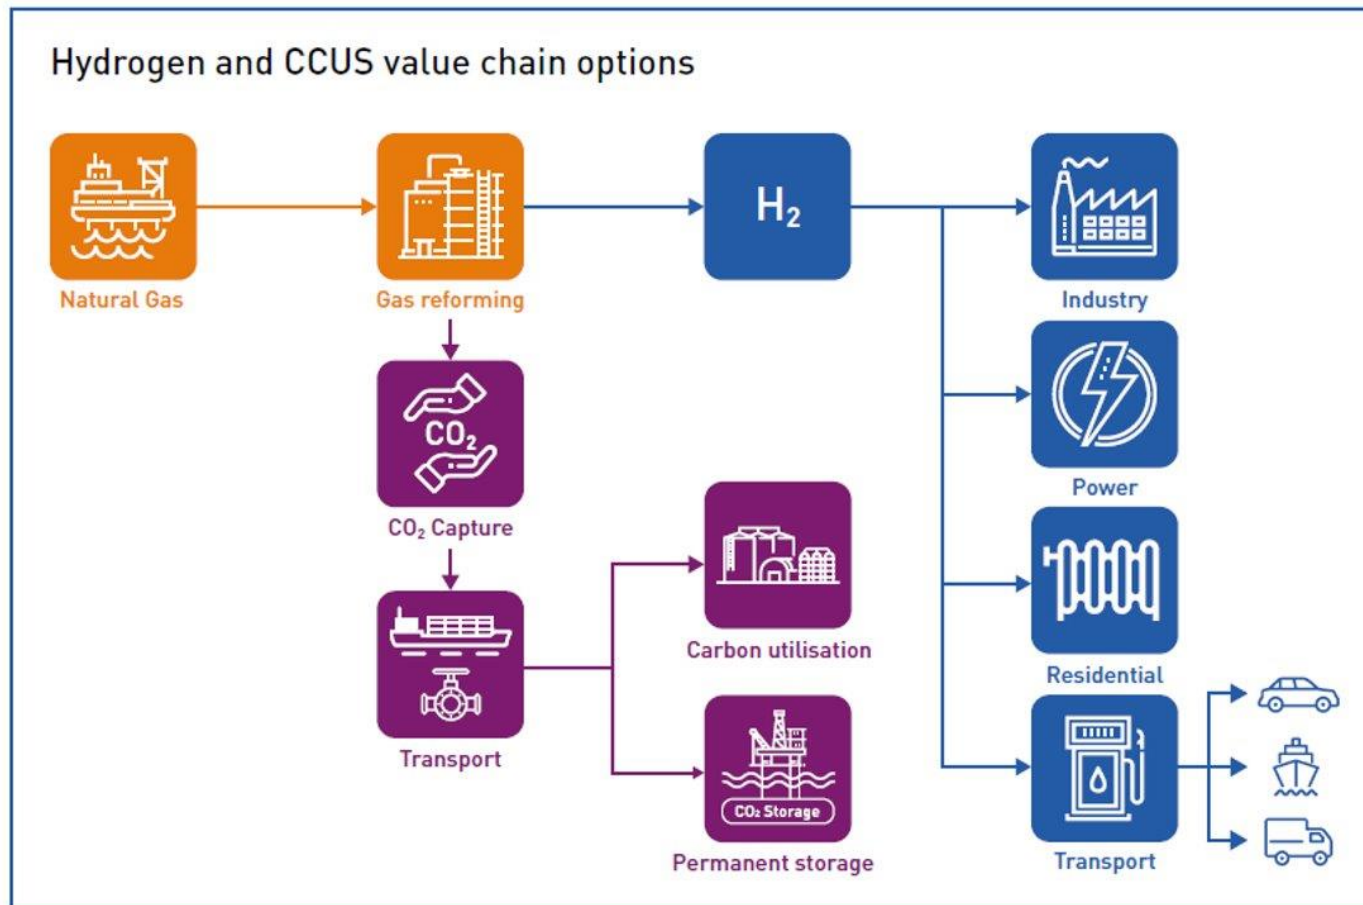 Hydrogen and CCUS value chain options
H₂
Natural Gas
Gas reforming
Industry
CO₂
CO₂ Capture
Power
Carbon utilisation
Residential
Transport
CO₂ Storage
Permanent storage
Transport